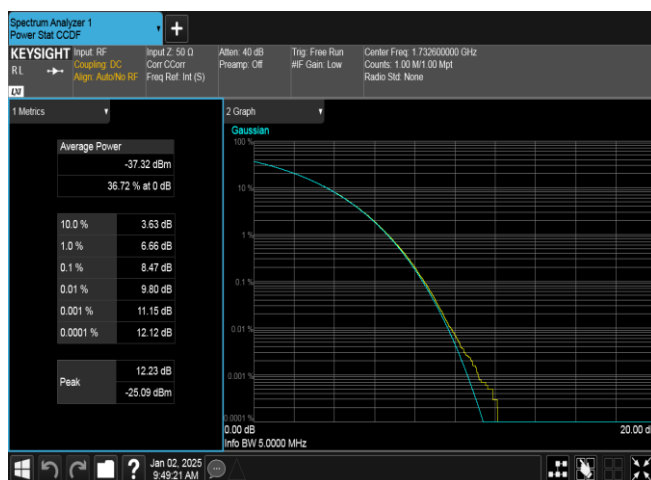 Spectrum Analyzer 1
Power Stat CCDF
+
KEYSIGHT
RL
LXI
Input: RF
Coupling: DC
Align: Auto/No RF
Input Z: 50 Ω
Corr CCorr
Freq Ref: Int (S)
Atten: 40 dB
Preamp: Off
Trig: Free Run
#IF Gain: Low
Center Freq: 1.732600000 GHz
Counts: 1.00 M/1.00 Mpt
Radio Std: None
1 Metrics
Average Power
-37.32 dBm
36.72 % at 0 dB
10.0 % 3.63 dB
1.0 % 6.66 dB
0.1 % 8.47 dB
0.01 % 9.80 dB
0.001 % 11.15 dB
0.0001 % 12.12 dB
Peak
12.23 dB
-25.09 dBm
2 Graph
Gaussian
100 %
10 %
1 %
0.1 %
0.01 %
0.001 %
0.0001 %
0.00 dB 20.00 d
Info BW 5.0000 MHz
?
Jan 02, 2025
9:49:21 AM